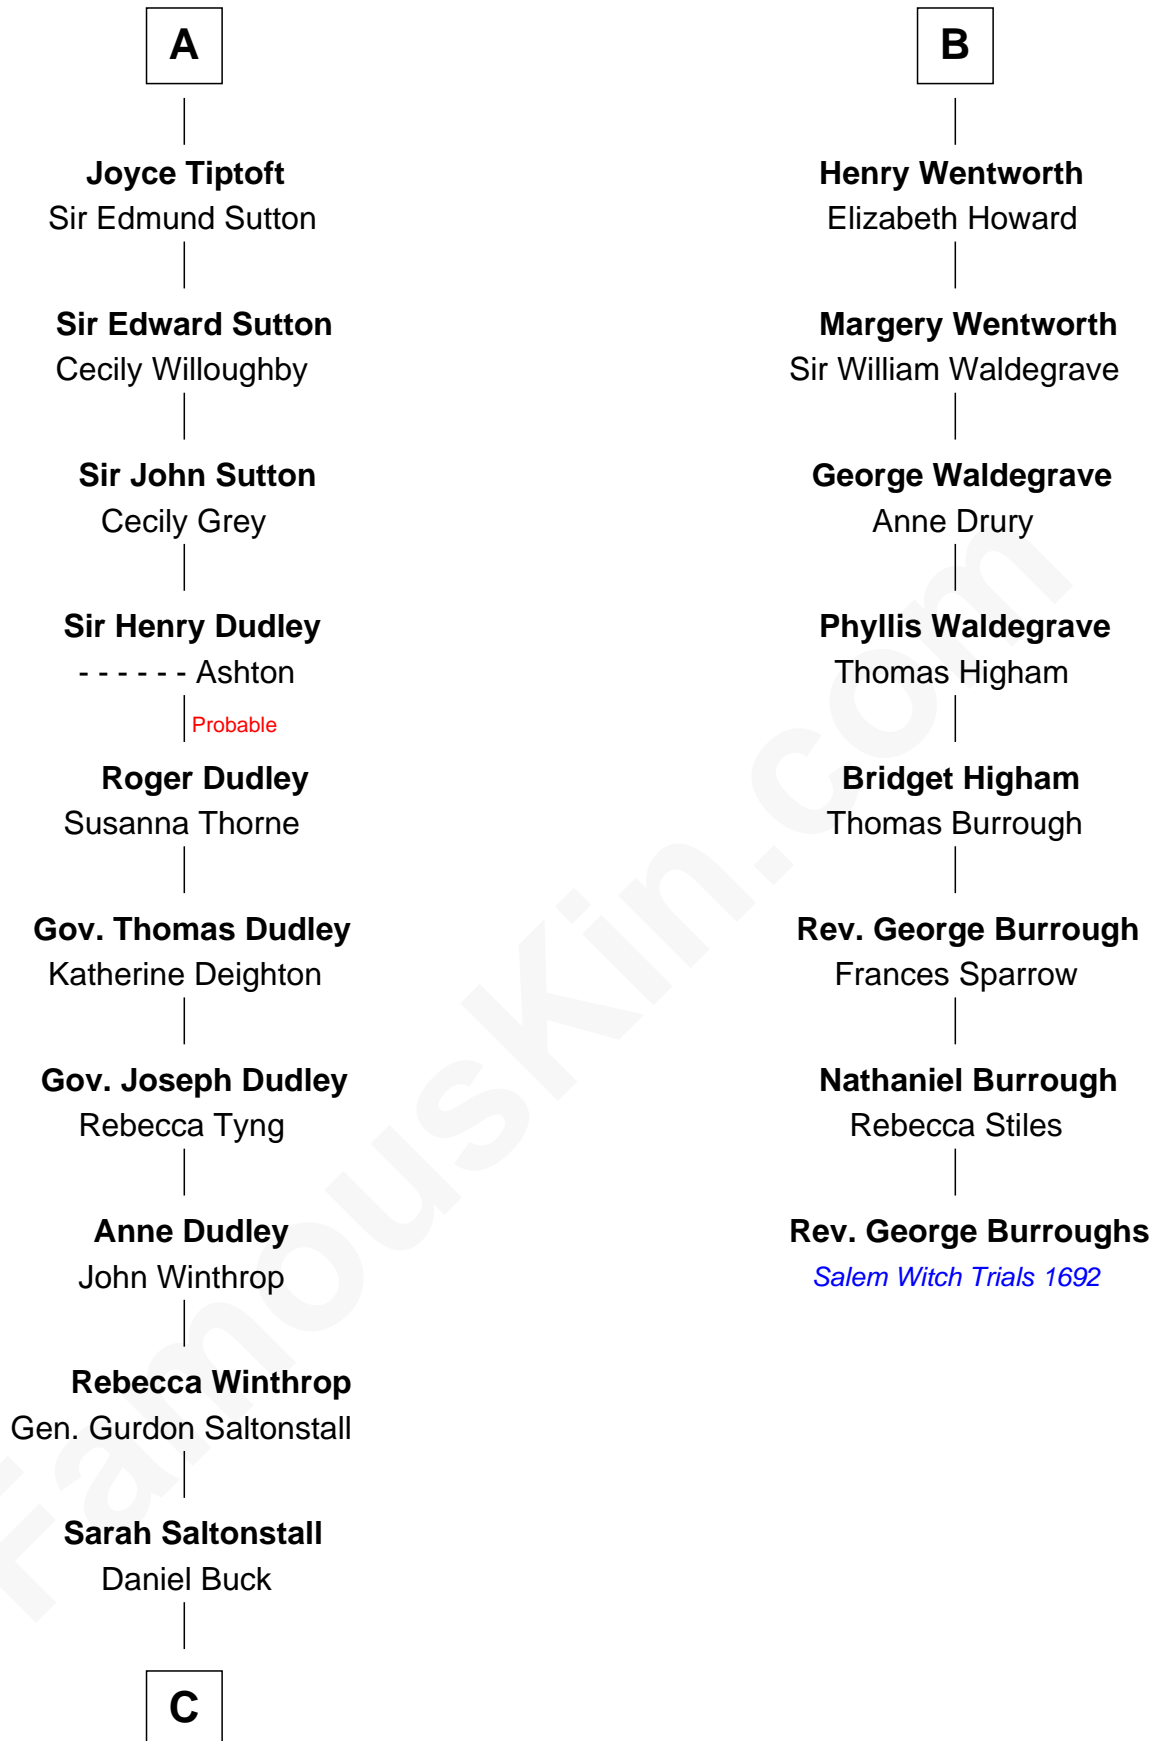 A
Joyce Tiptoft
Sir Edmund Sutton
Sir Edward Sutton
Cecily Willoughby
Sir John Sutton
Cecily Grey
Sir Henry Dudley
- - - - - - Ashton
Probable
Roger Dudley
Susanna Thorne
Gov. Thomas Dudley
Katherine Deighton
Gov. Joseph Dudley
Rebecca Tyng
Anne Dudley
John Winthrop
Rebecca Winthrop
Gen. Gurdon Saltonstall
Sarah Saltonstall
Daniel Buck
C
B
Henry Wentworth
Elizabeth Howard
Margery Wentworth
Sir William Waldegrave
George Waldegrave
Anne Drury
Phyllis Waldegrave
Thomas Higham
Bridget Higham
Thomas Burrough
Rev. George Burrough
Frances Sparrow
Nathaniel Burrough
Rebecca Stiles
Rev. George Burroughs
Salem Witch Trials 1692
FamousKin.com